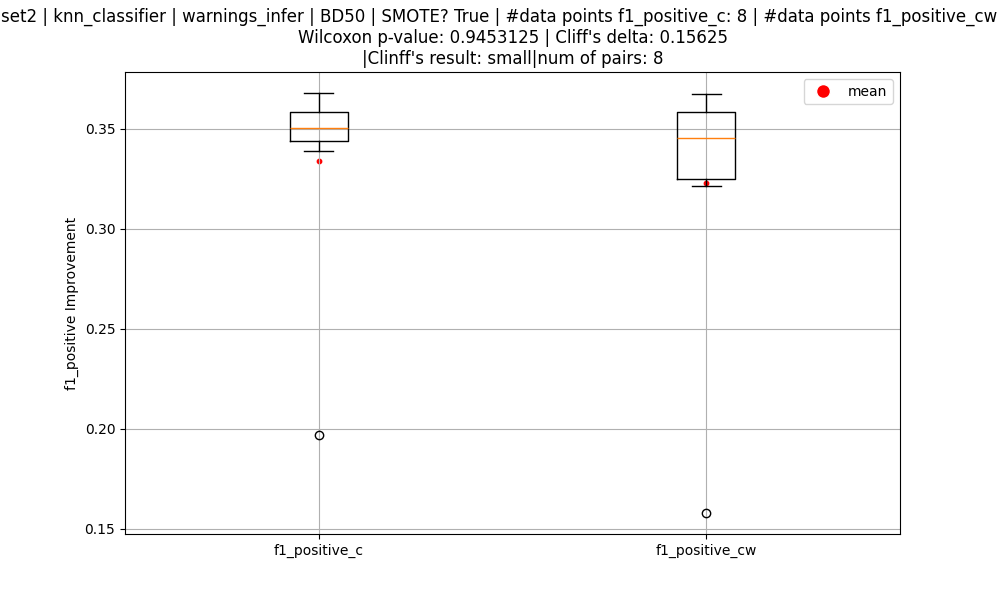 set2 | knn_classifier | warnings_infer | BD50 | SMOTE? True | #data points f1_positive_c: 8 | #data points f1_positive_cw
Wilcoxon p-value: 0.9453125 | Cliff's delta: 0.15625
|Clinff's result: small|num of pairs: 8
mean
0.35
0.30
0.25
0.20
0.15
f1_positive Improvement
f1_positive_c
f1_positive_cw